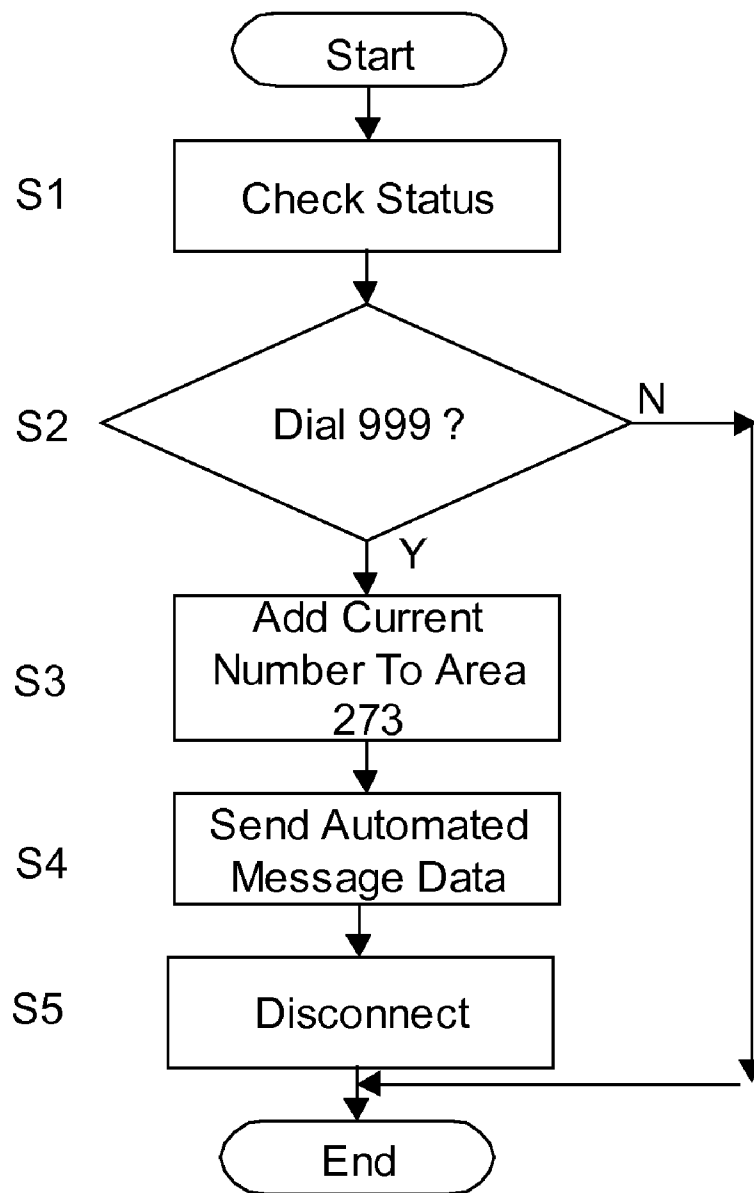 Start
S1
Check Status
S2
Dial 999 ?
N
Y
S3
Add Current
Number To Area
273
S4
Send Automated
Message Data
S5
Disconnect
End